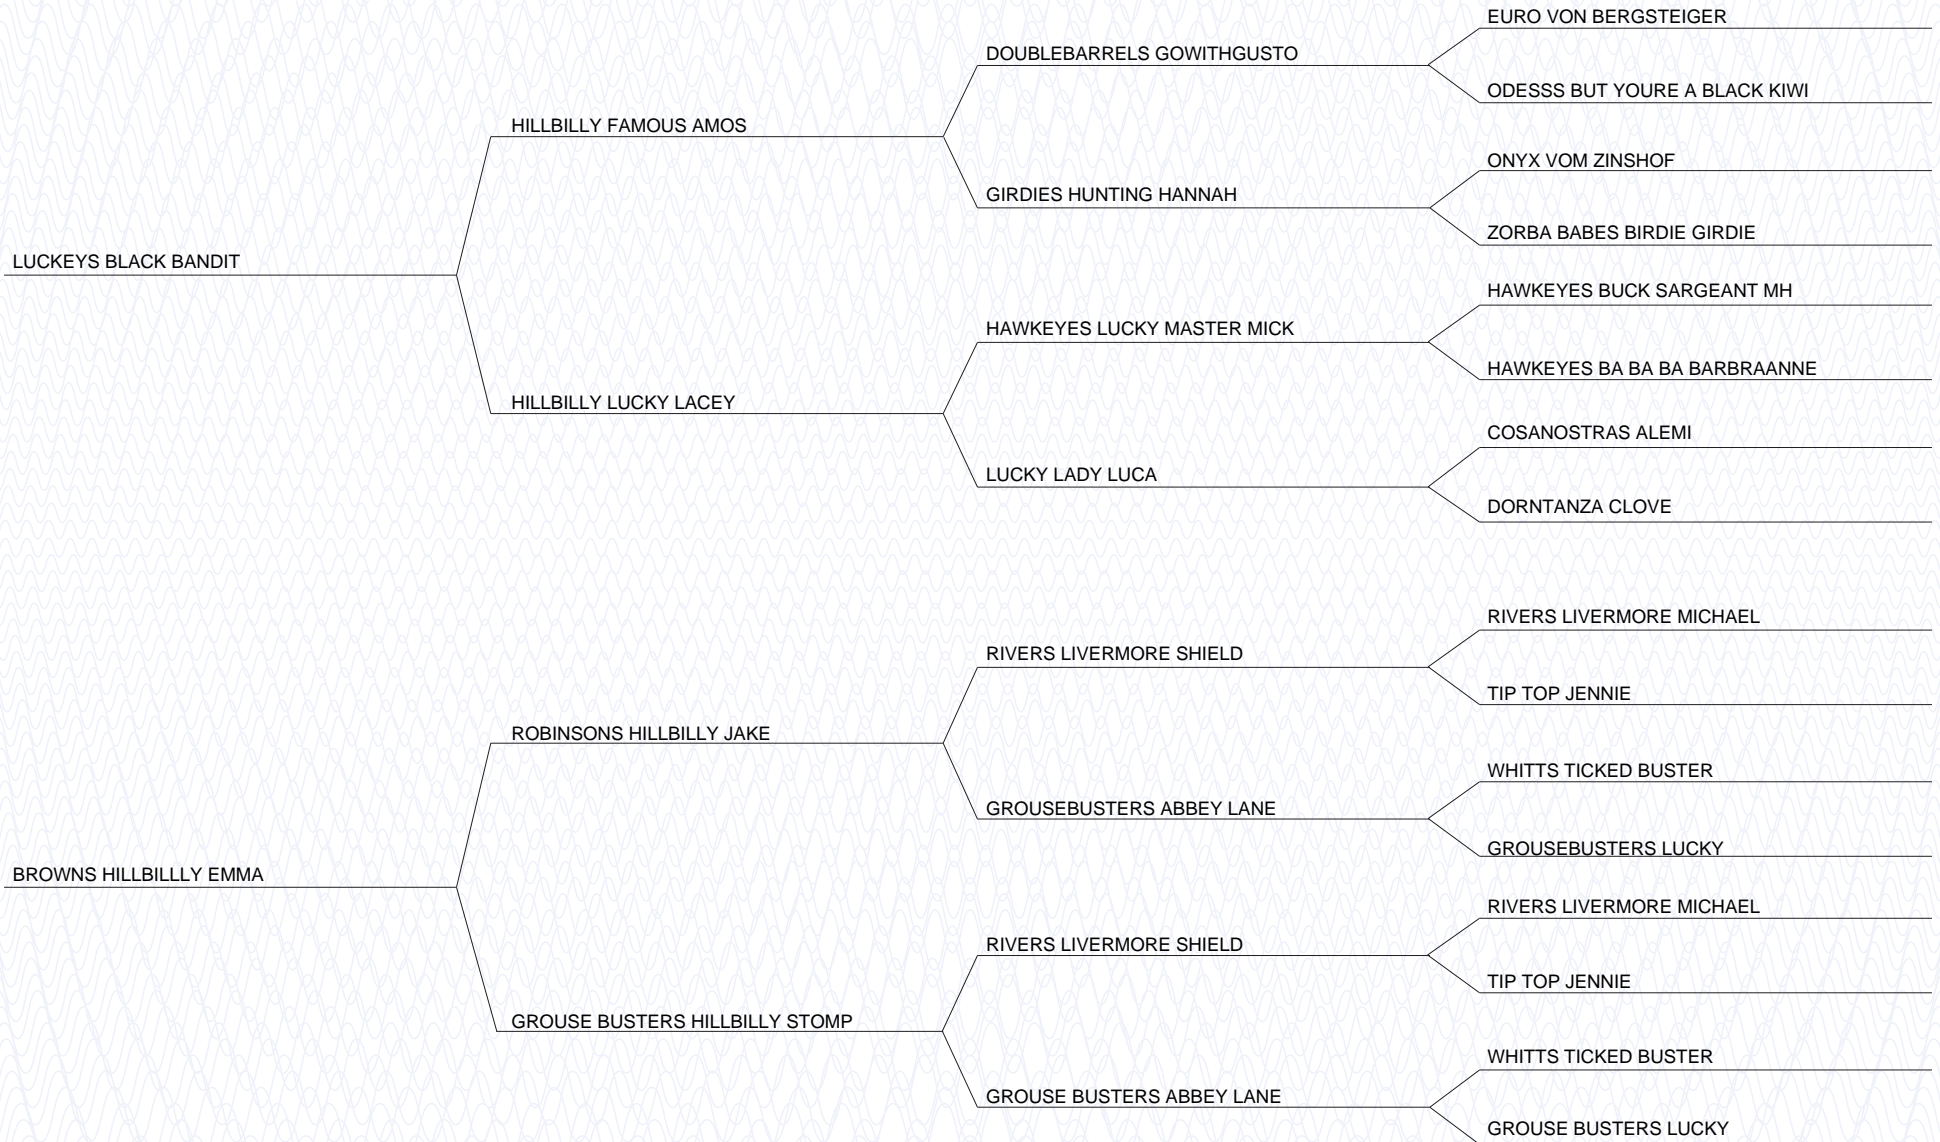 EURO VON BERGSTEIGER
DOUBLEBARRELS GOWITHGUSTO
ODESSS BUT YOURE A BLACK KIWI
HILLBILLY FAMOUS AMOS
ONYX VOM ZINSHOF
GIRDIES HUNTING HANNAH
ZORBA BABES BIRDIE GIRDIE
LUCKEYS BLACK BANDIT
HAWKEYES BUCK SARGEANT MH
HAWKEYES LUCKY MASTER MICK
HAWKEYES BA BA BA BARBRAANNE
HILLBILLY LUCKY LACEY
COSANOSTRAS ALEMI
LUCKY LADY LUCA
DORNTANZA CLOVE
RIVERS LIVERMORE MICHAEL
RIVERS LIVERMORE SHIELD
TIP TOP JENNIE
ROBINSONS HILLBILLY JAKE
WHITTS TICKED BUSTER
GROUSEBUSTERS ABBEY LANE
GROUSEBUSTERS LUCKY
BROWNS HILLBILLLY EMMA
RIVERS LIVERMORE MICHAEL
RIVERS LIVERMORE SHIELD
TIP TOP JENNIE
GROUSE BUSTERS HILLBILLY STOMP
WHITTS TICKED BUSTER
GROUSE BUSTERS ABBEY LANE
GROUSE BUSTERS LUCKY